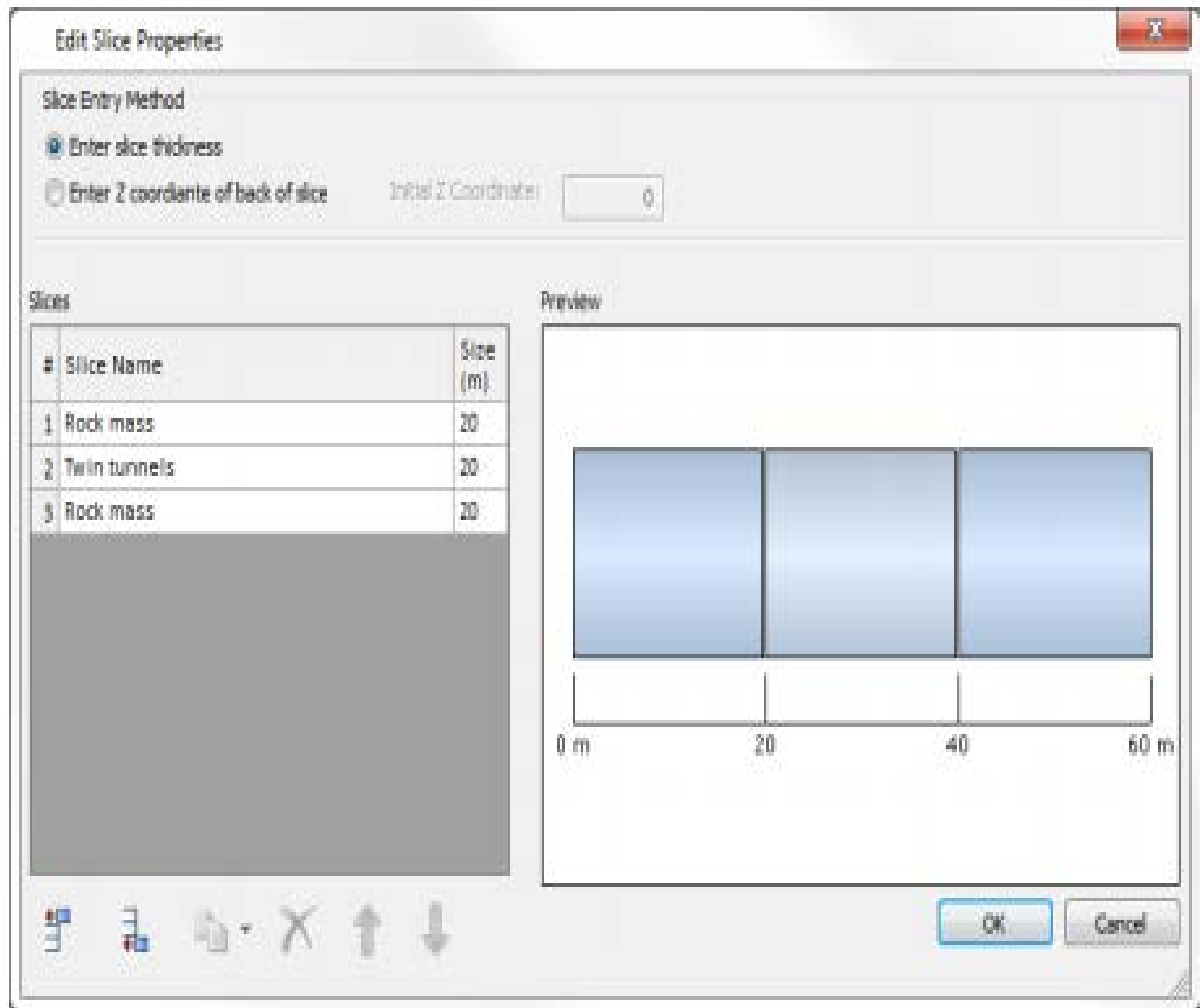 Edit Slice Properties
X
Slice Entry Method
Enter slice thickness
Enter Z coordiante of back of slice
Initial Z Coordinate:
0
Slices
Preview
# Slice Name Size (m)
1 Rock mass 20
2 Twin tunnels 20
3 Rock mass 20
0 m 20 40 60 m
OK Cancel